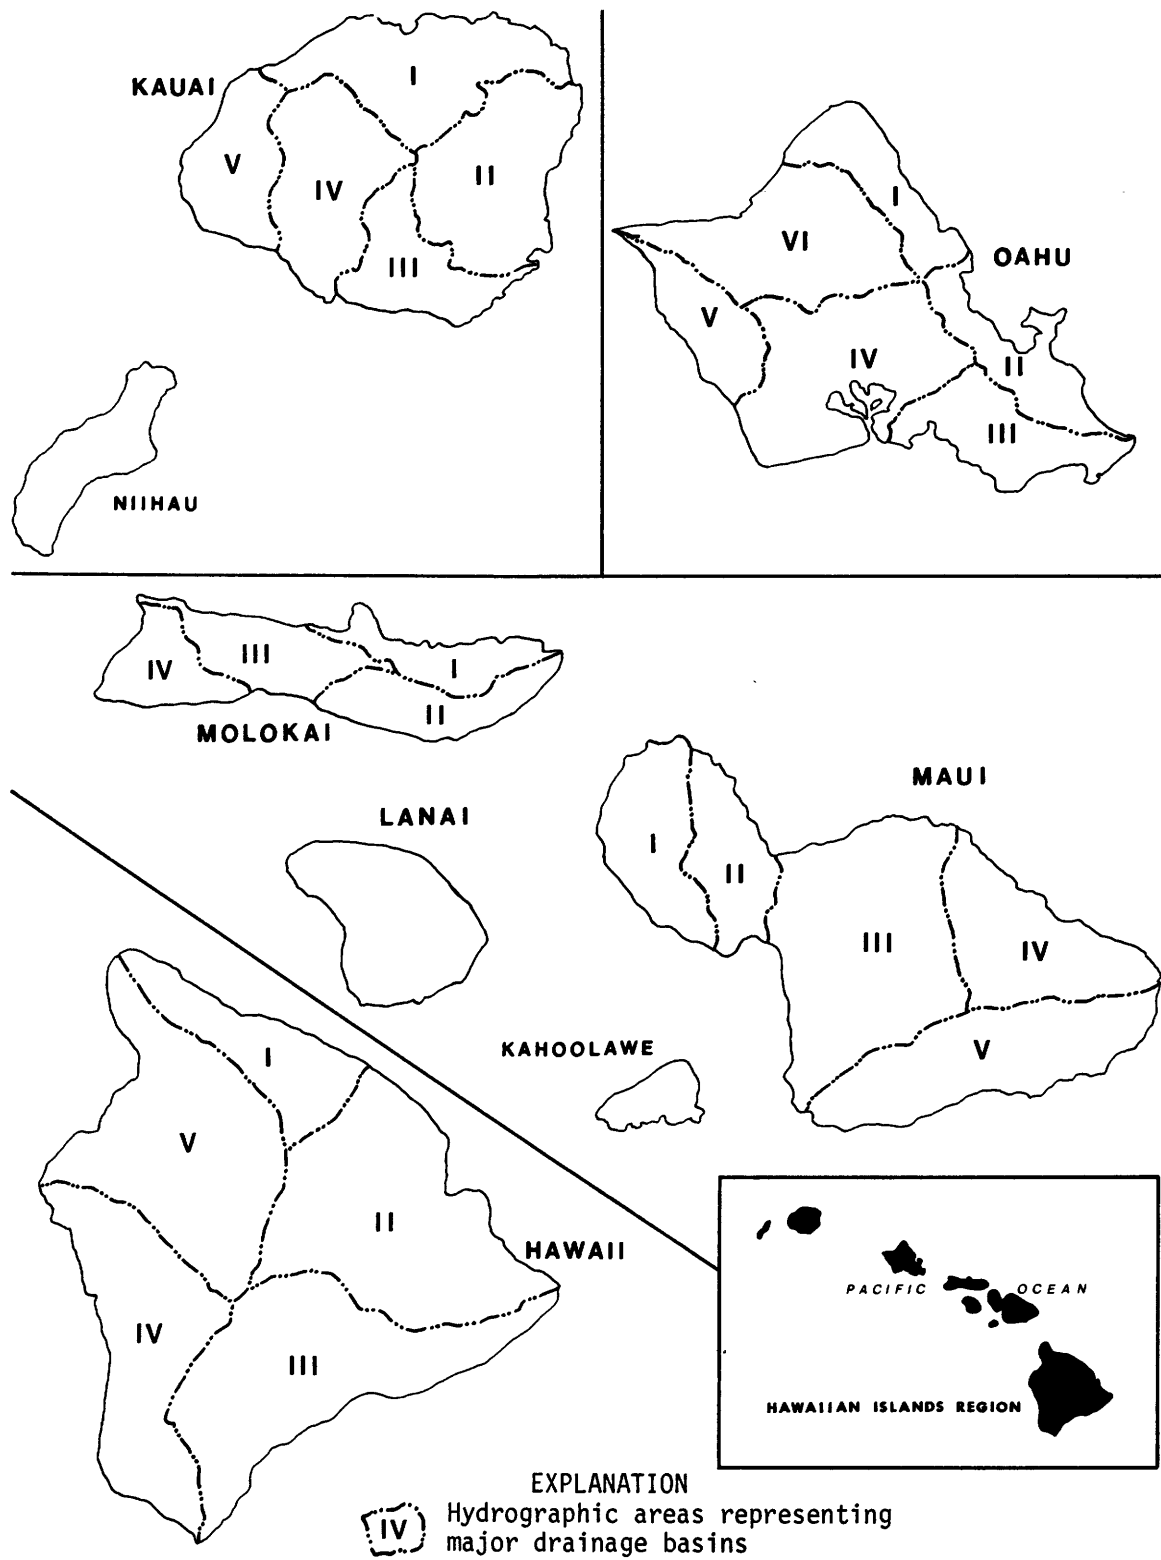 KAUAI
I
II
III
IV
V
NIIHAU
OAHU
I
II
III
IV
V
VI
MOLOKAI
I
II
III
IV
LANAI
MAUI
I
II
III
IV
V
KAHOOLAWE
HAWAII
I
II
III
IV
V
PACIFIC OCEAN
HAWAIIAN ISLANDS REGION
EXPLANATION
IV Hydrographic areas representing
major drainage basins